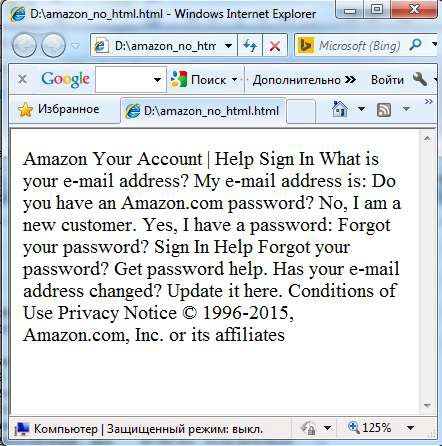 D:\amazon_no_html.html - Windows Internet Explorer
D:\amazon_no_htm Microsoft (Bing)
x Google Поиск Дополнительно » Войти
Избранное D:\amazon_no_html.html
Amazon Your Account | Help Sign In What is
your e-mail address? My e-mail address is: Do
you have an Amazon.com password? No, I am a
new customer. Yes, I have a password: Forgot
your password? Sign In Help Forgot your
password? Get password help. Has your e-mail
address changed? Update it here. Conditions of
Use Privacy Notice © 1996-2015,
Amazon.com, Inc. or its affiliates
Компьютер | Защищенный режим: выкл. 125%